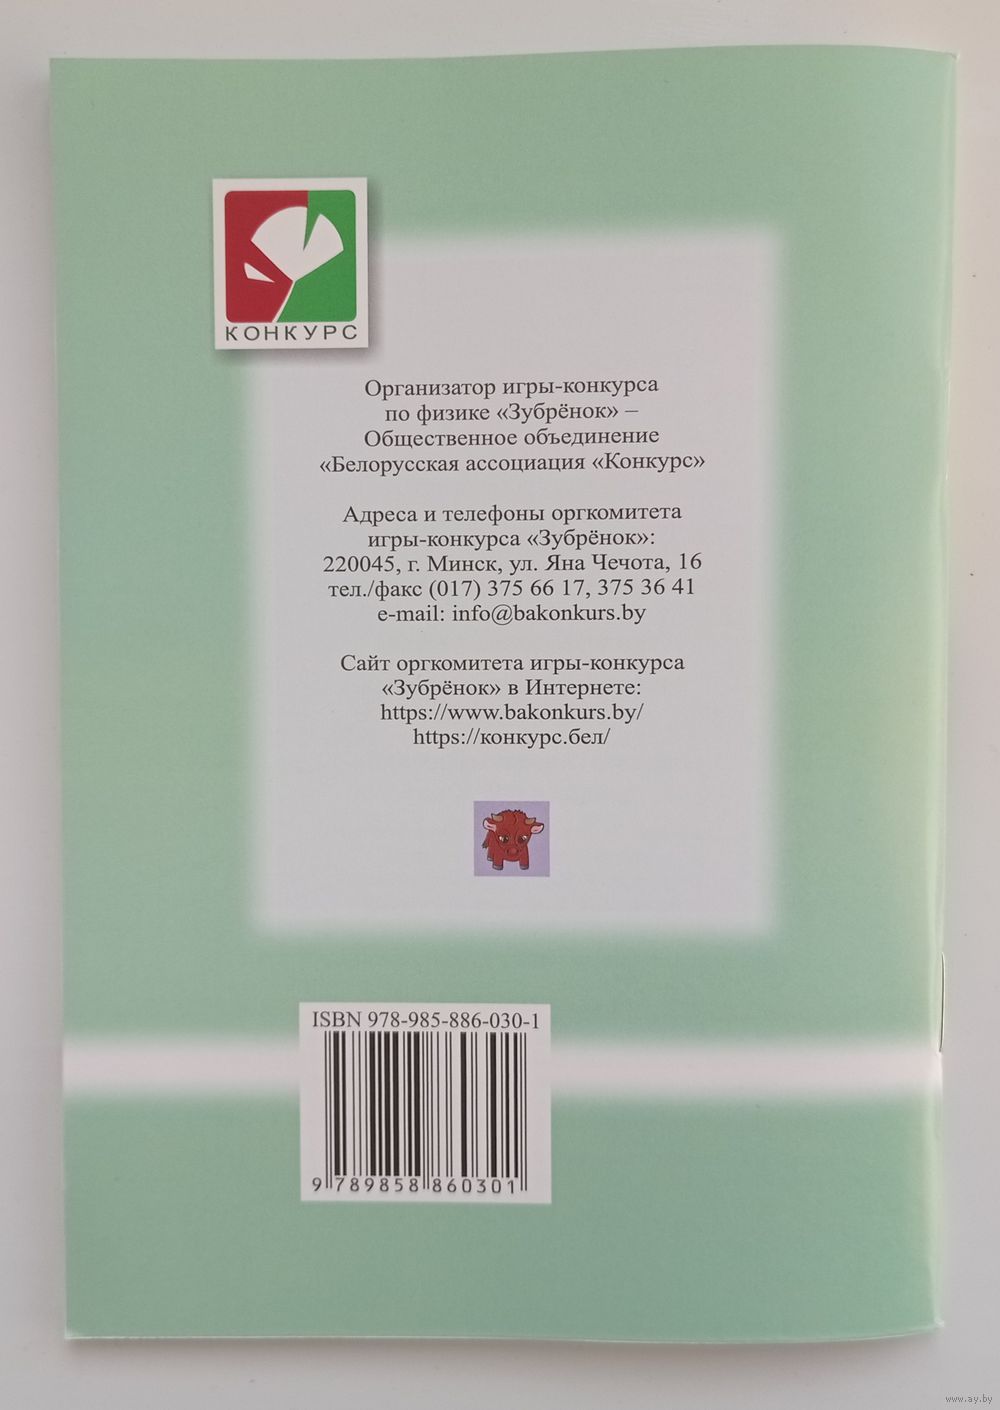 КОНКУРС
Организатор игры-конкурса
по физике «Зубрёнок» –
Общественное объединение
«Белорусская ассоциация «Конкурс»
Адреса и телефоны оргкомитета
игры-конкурса «Зубрёнок»:
220045, г. Минск, ул. Яна Чечота, 16
тел./факс (017) 375 66 17, 375 36 41
e-mail: info@bakonkurs.by
Сайт оргкомитета игры-конкурса
«Зубрёнок» в Интернете:
https://www.bakonkurs.by/
https://конкурс.бел/
ISBN 978-985-886-030-1
9 789858 860301
www.ay.by